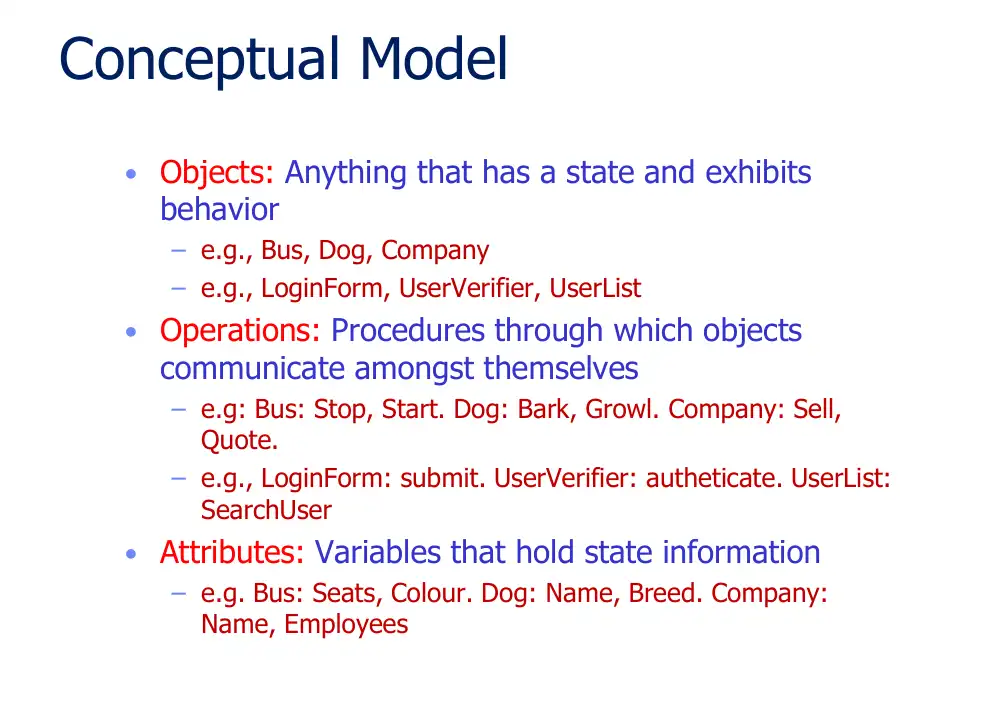 Conceptual Model
• Objects: Anything that has a state and exhibits
behavior
– e.g., Bus, Dog, Company
– e.g., LoginForm, UserVerifier, UserList
• Operations: Procedures through which objects
communicate amongst themselves
– e.g: Bus: Stop, Start. Dog: Bark, Growl. Company: Sell,
Quote.
– e.g., LoginForm: submit. UserVerifier: autheticate. UserList:
SearchUser
• Attributes: Variables that hold state information
– e.g. Bus: Seats, Colour. Dog: Name, Breed. Company:
Name, Employees